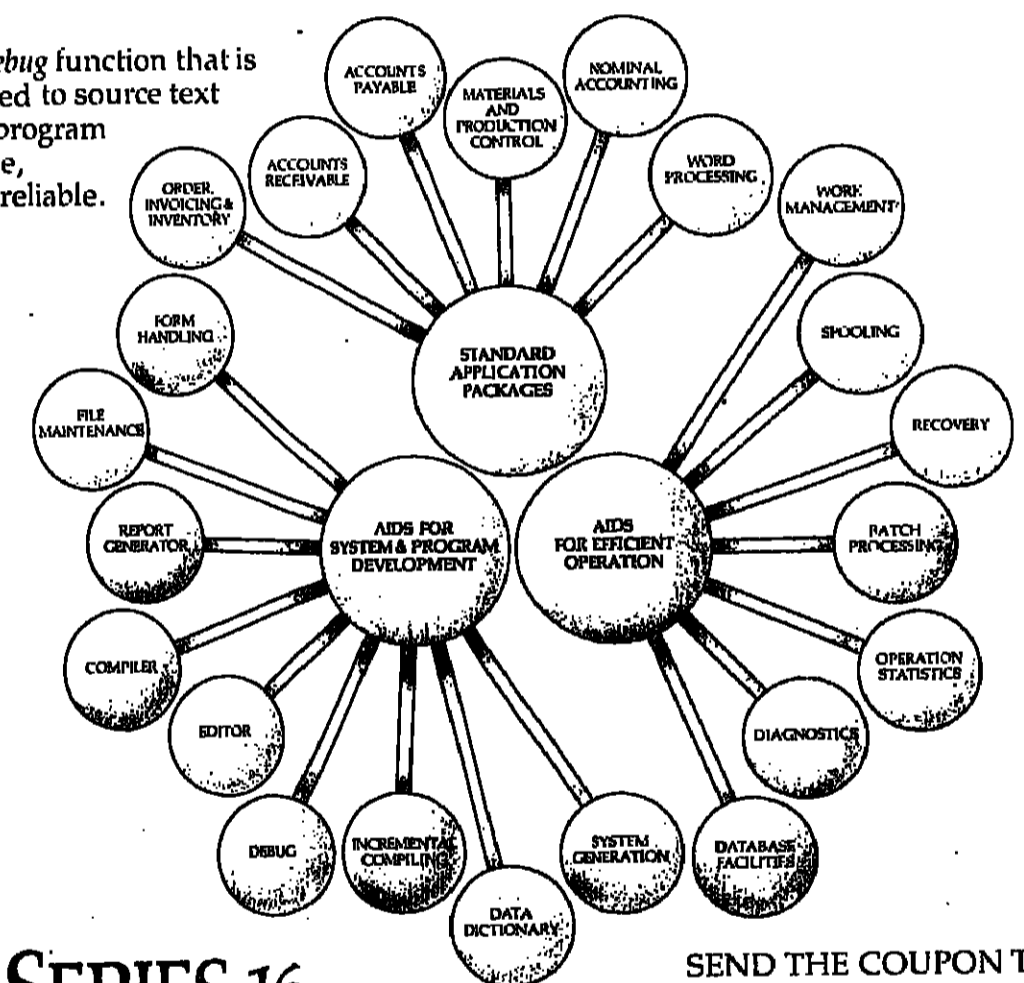 ebug function that is
ed to source text
program
e,
reliable.
ACCOUNTS
PAYABLE
MATERIALS
AND
PRODUCTION
CONTROL
NOMINAL
ACCOUNTING
ACCOUNTS
RECEIVABLE
WORD
PROCESSING
ORDER,
INVOICING &
INVENTORY
WORK
MANAGEMENT
FORM
HANDLING
SPOOLING
STANDARD
APPLICATION
PACKAGES
FILE
MAINTENANCE
RECOVERY
REPORT
GENERATOR
AIDS FOR
SYSTEM & PROGRAM
DEVELOPMENT
AIDS
FOR EFFICIENT
OPERATION
BATCH
PROCESSING
COMPILER
OPERATION
STATISTICS
EDITOR
DIAGNOSTICS
DEBUG
INCREMENTAL
COMPILING
SYSTEM
GENERATION
DATABASE
FACILITIES
DATA
DICTIONARY
SERIES 16
SEND THE COUPON T